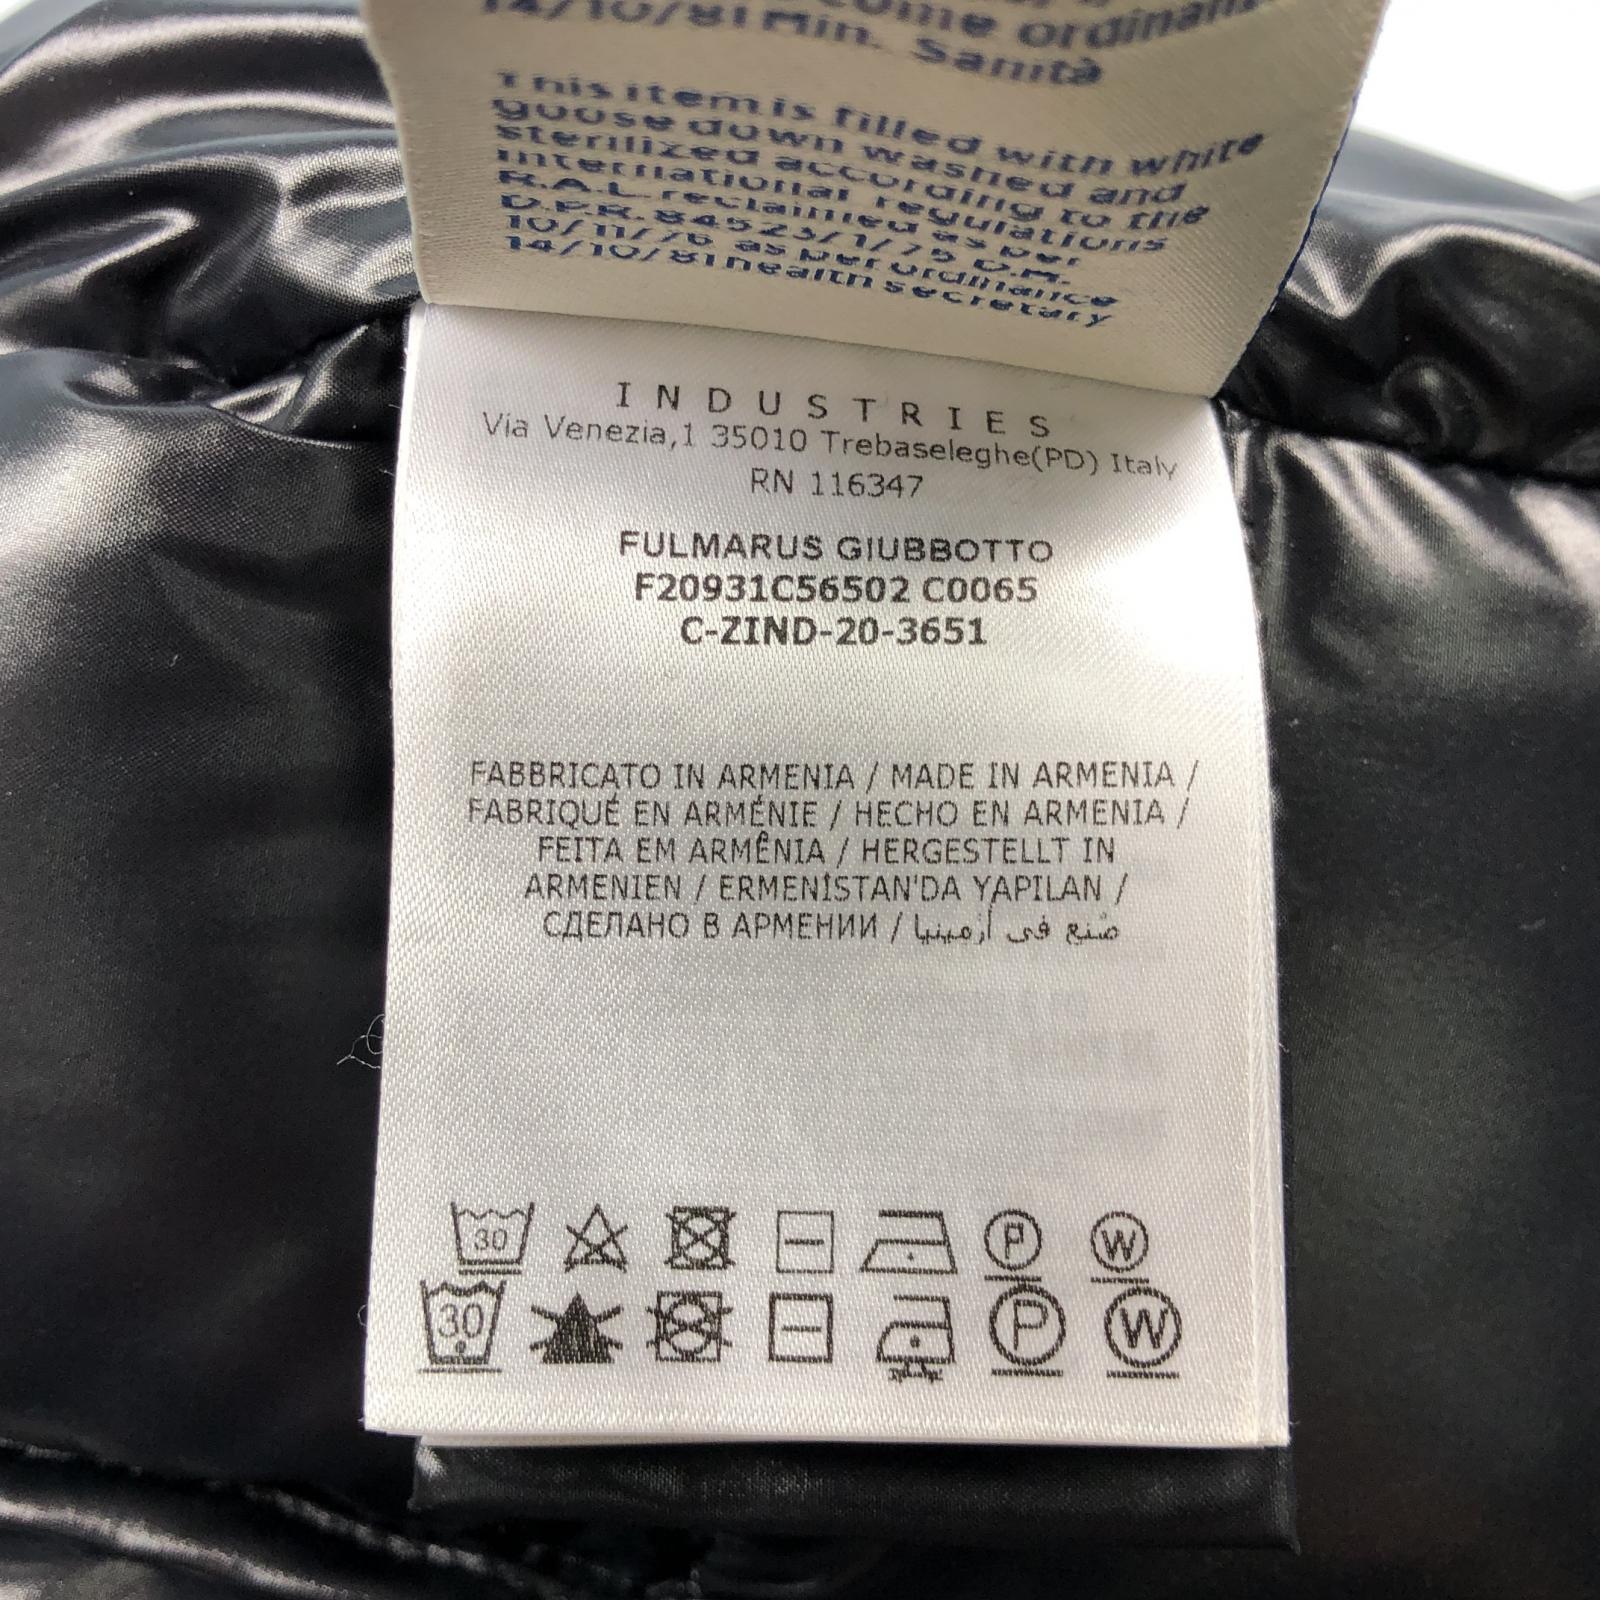 come ordinan
14/10/81 Min. Sanità
This item is filled with white
goose down washed and
sterilized according to the
international regulations
R.A.L. reclaimed as per
D.P.R. 84523/1/75 D.M.
10/11/76 as per ordinance
14/10/81 health secretary
INDUSTRIES
Via Venezia,1 35010 Trebaseleghe(PD) Italy
RN 116347
FULMARUS GIUBBOTTO
F20931C56502 C0065
C-ZIND-20-3651
FABBRICATO IN ARMENIA / MADE IN ARMENIA /
FABRIQUÉ EN ARMÉNIE / HECHO EN ARMENIA /
FEITA EM ARMÊNIA / HERGESTELLT IN
ARMENIEN / ERMENİSTAN'DA YAPILAN /
СДЕЛАНО В АРМЕНИИ / صُنع في أرمينيا
30 P W
30 P W